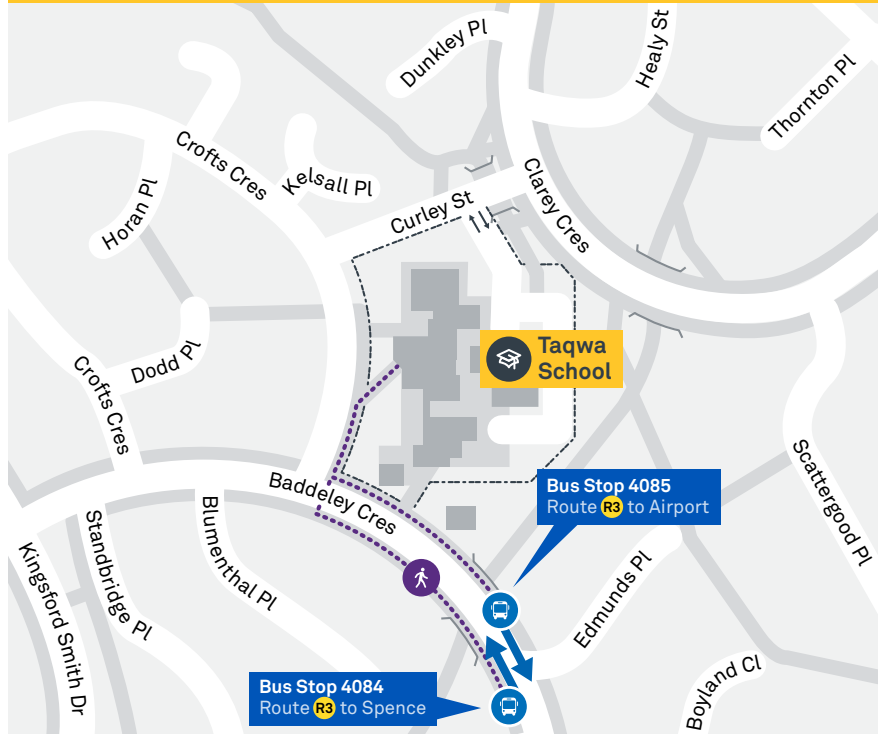 Dunkley Pl
Healy St
Thornton Pl
Crofts Cres
Kelsall Pl
Horan Pl
Curley St
Clarey Cres
Taqwa
School
Dodd Pl
Crofts Cres
Scattergood Pl
Baddeley Cres
Bus Stop 4085
Route R3 to Airport
Blumenthal Pl
Standbridge Pl
Kingsford Smith Dr
Edmunds Pl
Boyland Cl
Bus Stop 4084
Route R3 to Spence